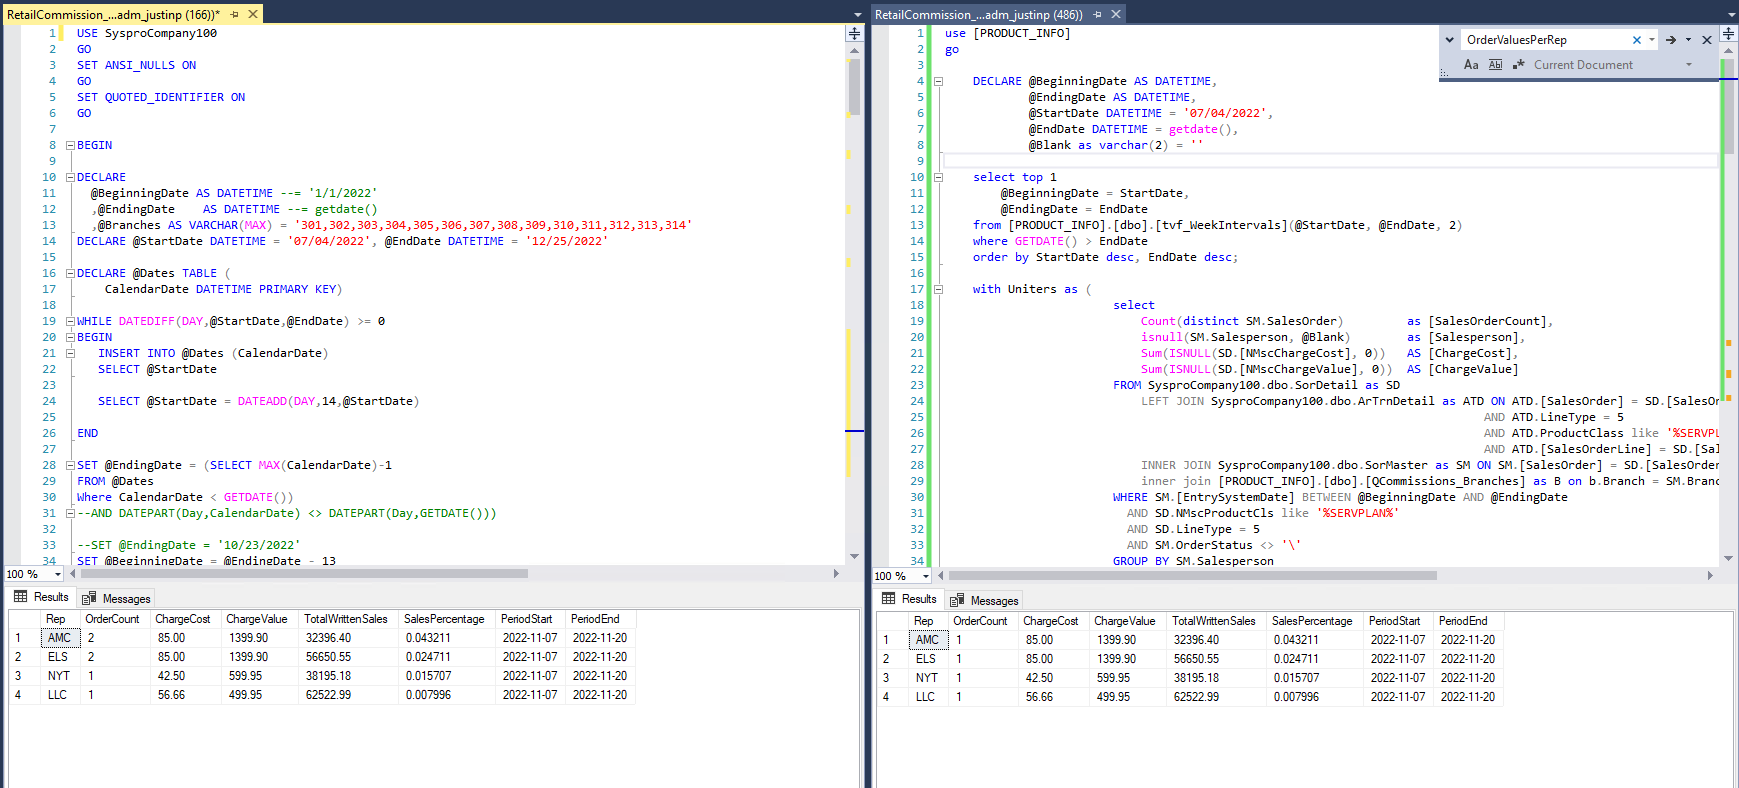 RetailCommission_...adm_justinp (166))*
1 USE SysproCompany100
2 GO
3 SET ANSI_NULLS ON
4 GO
5 SET QUOTED_IDENTIFIER ON
6 GO
7
8 BEGIN
9
10 DECLARE
11 @BeginningDate AS DATETIME --= '1/1/2022'
12 ,@EndingDate    AS DATETIME --= getdate()
13 ,@Branches AS VARCHAR(MAX) = '301,302,303,304,305,306,307,308,309,310,311,312,313,314'
14 DECLARE @StartDate DATETIME = '07/04/2022', @EndDate DATETIME = '12/25/2022'
15
16 DECLARE @Dates TABLE (
17 CalendarDate DATETIME PRIMARY KEY)
18
19 WHILE DATEDIFF(DAY,@StartDate,@EndDate) >= 0
20 BEGIN
21 INSERT INTO @Dates (CalendarDate)
22 SELECT @StartDate
23
24 SELECT @StartDate = DATEADD(DAY,14,@StartDate)
25
26 END
27
28 SET @EndingDate = (SELECT MAX(CalendarDate)-1
29 FROM @Dates
30 Where CalendarDate < GETDATE())
31 --AND DATEPART(Day,CalendarDate) <> DATEPART(Day,GETDATE()))
32
33 --SET @EndingDate = '10/23/2022'
34 SET @BeginningDate = @EndingDate - 13
100 %
Results Messages
Rep OrderCount ChargeCost ChargeValue TotalWrittenSales SalesPercentage PeriodStart PeriodEnd
1 AMC 2 85.00 1399.90 32396.40 0.043211 2022-11-07 2022-11-20
2 ELS 2 85.00 1399.90 56650.55 0.024711 2022-11-07 2022-11-20
3 NYT 1 42.50 599.95 38195.18 0.015707 2022-11-07 2022-11-20
4 LLC 1 56.66 499.95 62522.99 0.007996 2022-11-07 2022-11-20
RetailCommission_...adm_justinp (486))
OrderValuesPerRep
Aa Ab .* Current Document
1 use [PRODUCT_INFO]
2 go
3
4 DECLARE @BeginningDate AS DATETIME,
5 @EndingDate AS DATETIME,
6 @StartDate DATETIME = '07/04/2022',
7 @EndDate DATETIME = getdate(),
8 @Blank as varchar(2) = ''
9
10 select top 1
11 @BeginningDate = StartDate,
12 @EndingDate = EndDate
13 from [PRODUCT_INFO].[dbo].[tvf_WeekIntervals](@StartDate, @EndDate, 2)
14 where GETDATE() > EndDate
15 order by StartDate desc, EndDate desc;
16
17 with Uniters as (
18 select
19 Count(distinct SM.SalesOrder) as [SalesOrderCount],
20 isnull(SM.Salesperson, @Blank) as [Salesperson],
21 Sum(ISNULL(SD.[NMscChargeCost], 0)) AS [ChargeCost],
22 Sum(ISNULL(SD.[NMscChargeValue], 0)) AS [ChargeValue]
23 FROM SysproCompany100.dbo.SorDetail as SD
24 LEFT JOIN SysproCompany100.dbo.ArTrnDetail as ATD ON ATD.[SalesOrder] = SD.[SalesOr
25 AND ATD.LineType = 5
26 AND ATD.ProductClass like '%SERVPL
27 AND ATD.[SalesOrderLine] = SD.[Sal
28 INNER JOIN SysproCompany100.dbo.SorMaster as SM ON SM.[SalesOrder] = SD.[SalesOrder
29 inner join [PRODUCT_INFO].[dbo].[QCommissions_Branches] as B on b.Branch = SM.Branc
30 WHERE SM.[EntrySystemDate] BETWEEN @BeginningDate AND @EndingDate
31 AND SD.NMscProductCls like '%SERVPLAN%'
32 AND SD.LineType = 5
33 AND SM.OrderStatus <> '\'
34 GROUP BY SM.Salesperson
100 %
Results Messages
Rep OrderCount ChargeCost ChargeValue TotalWrittenSales SalesPercentage PeriodStart PeriodEnd
1 AMC 1 85.00 1399.90 32396.40 0.043211 2022-11-07 2022-11-20
2 ELS 1 85.00 1399.90 56650.55 0.024711 2022-11-07 2022-11-20
3 NYT 1 42.50 599.95 38195.18 0.015707 2022-11-07 2022-11-20
4 LLC 1 56.66 499.95 62522.99 0.007996 2022-11-07 2022-11-20